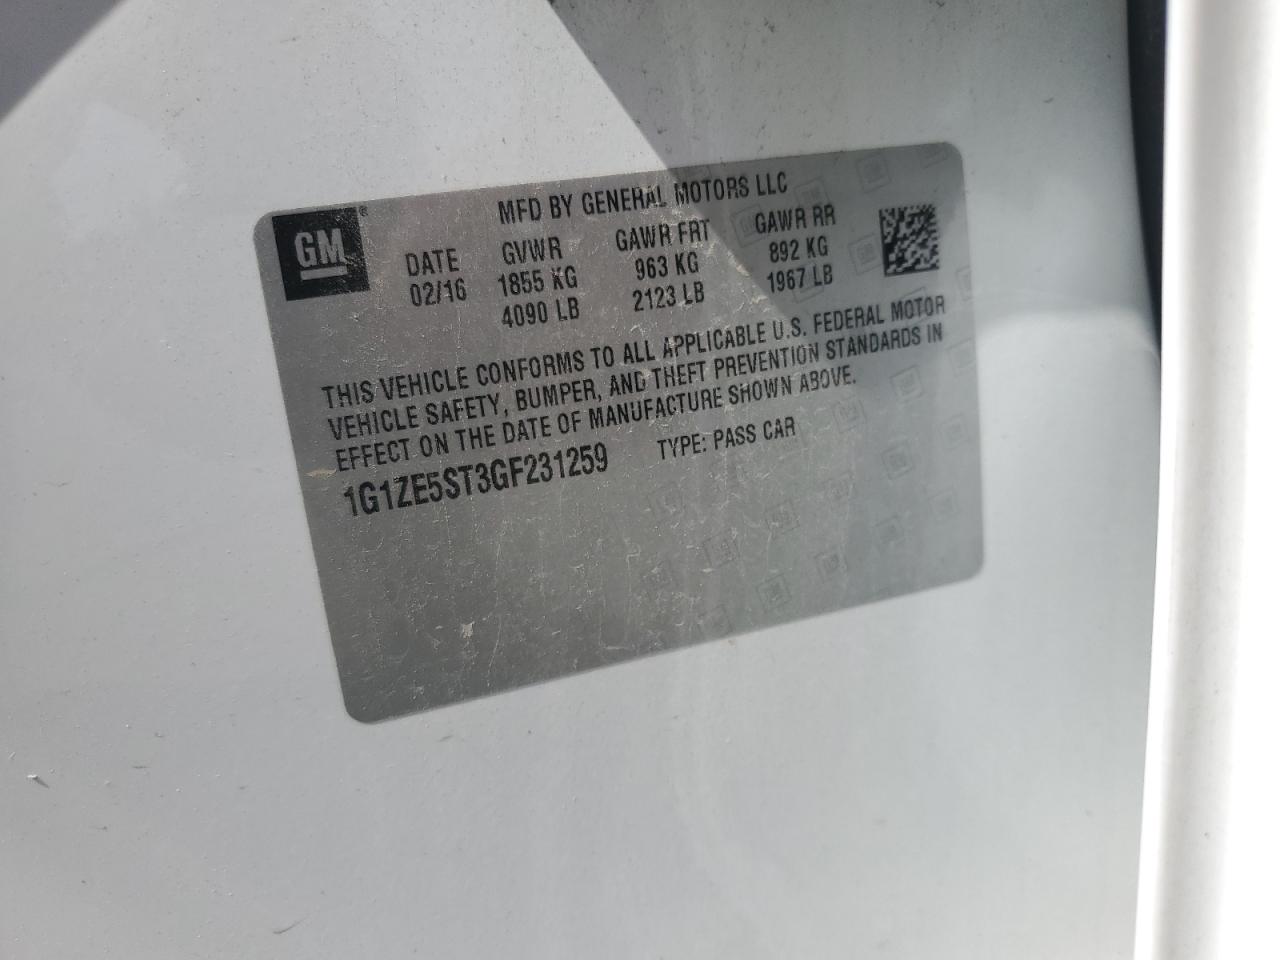 GM
MFD BY GENERAL MOTORS LLC
DATE GVWR GAWR FRT GAWR RR
02/16 1855 KG 963 KG 892 KG
4090 LB 2123 LB 1967 LB
THIS VEHICLE CONFORMS TO ALL APPLICABLE U.S. FEDERAL MOTOR
VEHICLE SAFETY, BUMPER, AND THEFT PREVENTION STANDARDS IN
EFFECT ON THE DATE OF MANUFACTURE SHOWN ABOVE.
1G1ZE5ST3GF231259 TYPE: PASS CAR